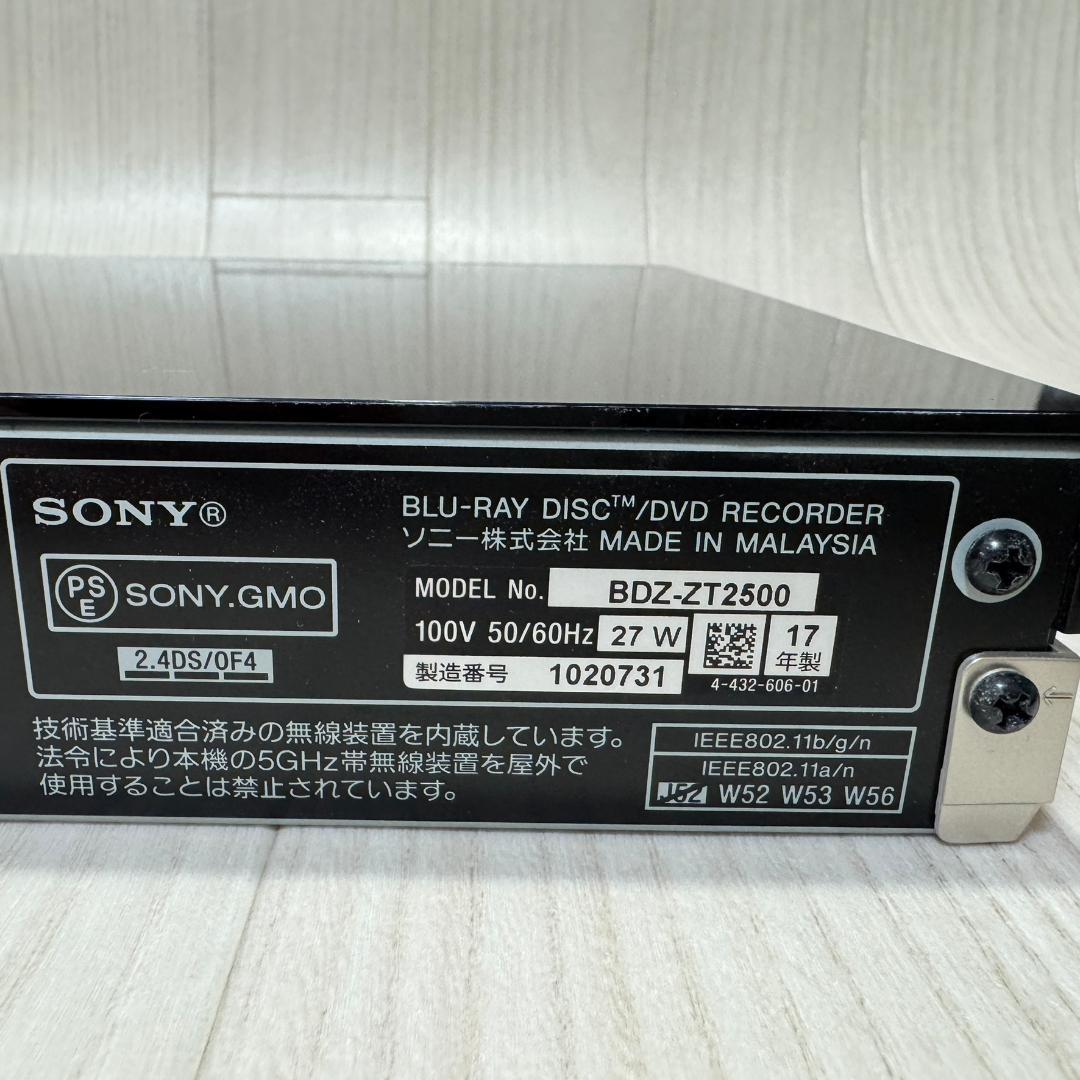 SONY®
BLU-RAY DISC™/DVD RECORDER
ソニー株式会社 MADE IN MALAYSIA
PSE SONY.GMO
MODEL No. BDZ-ZT2500
100V 50/60Hz 27 W
17
年製
2.4DS/OF4
製造番号 1020731
4-432-606-01
技術基準適合済みの無線装置を内蔵しています。
法令により本機の5GHz帯無線装置を屋外で
使用することは禁止されています。
IEEE802.11b/g/n
IEEE802.11a/n
J52 W52 W53 W56